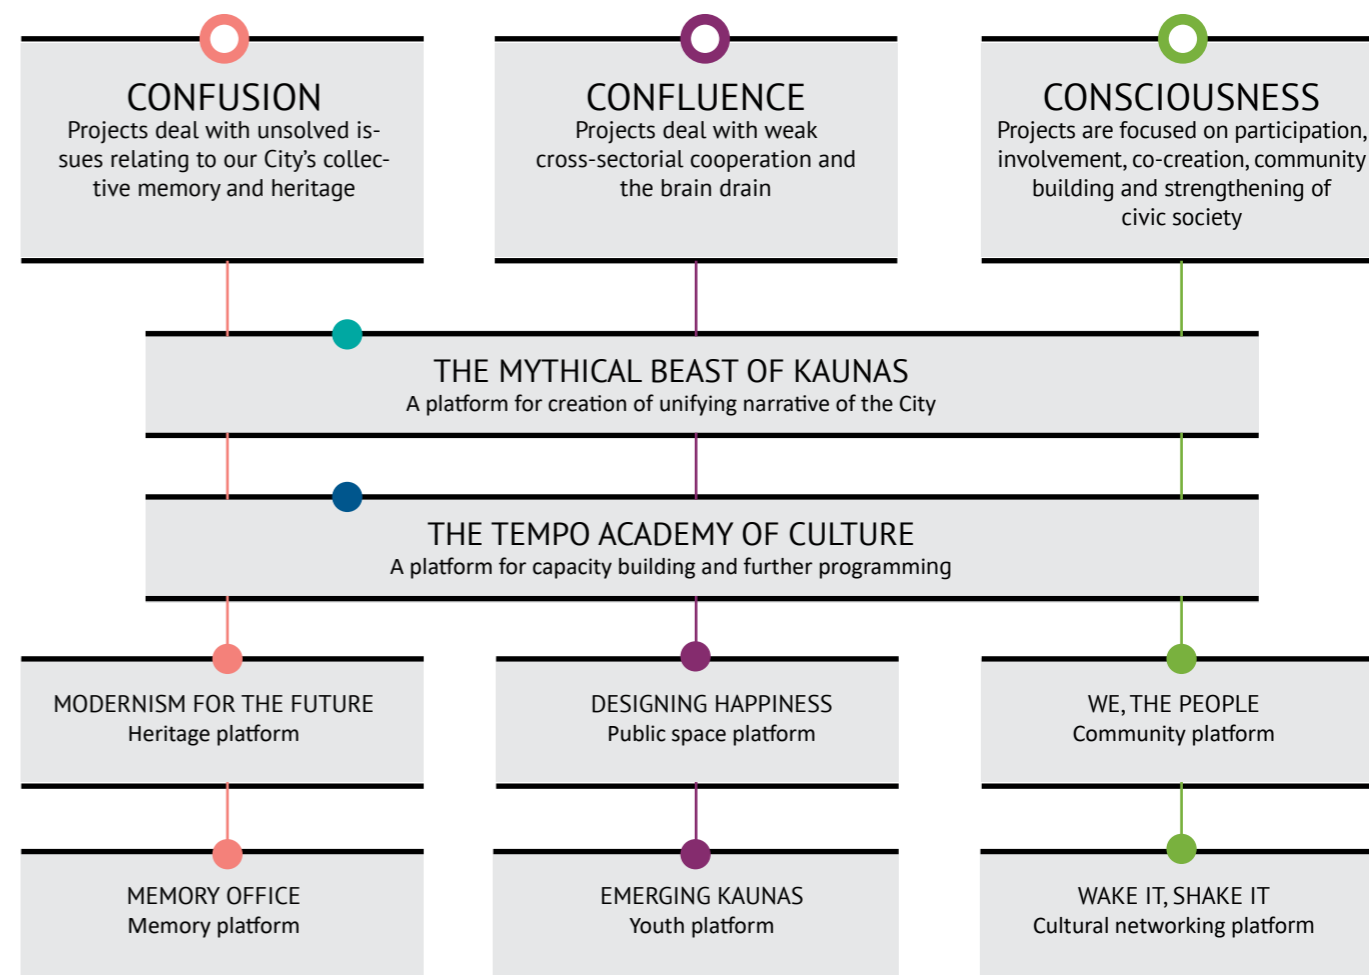 CONFUSION
Projects deal with unsolved is-
sues relating to our City's collec-
tive memory and heritage
CONFLUENCE
Projects deal with weak
cross-sectorial cooperation and
the brain drain
CONSCIOUSNESS
Projects are focused on participation,
involvement, co-creation, community
building and strengthening of
civic society
THE MYTHICAL BEAST OF KAUNAS
A platform for creation of unifying narrative of the City
THE TEMPO ACADEMY OF CULTURE
A platform for capacity building and further programming
MODERNISM FOR THE FUTURE
Heritage platform
DESIGNING HAPPINESS
Public space platform
WE, THE PEOPLE
Community platform
MEMORY OFFICE
Memory platform
EMERGING KAUNAS
Youth platform
WAKE IT, SHAKE IT
Cultural networking platform